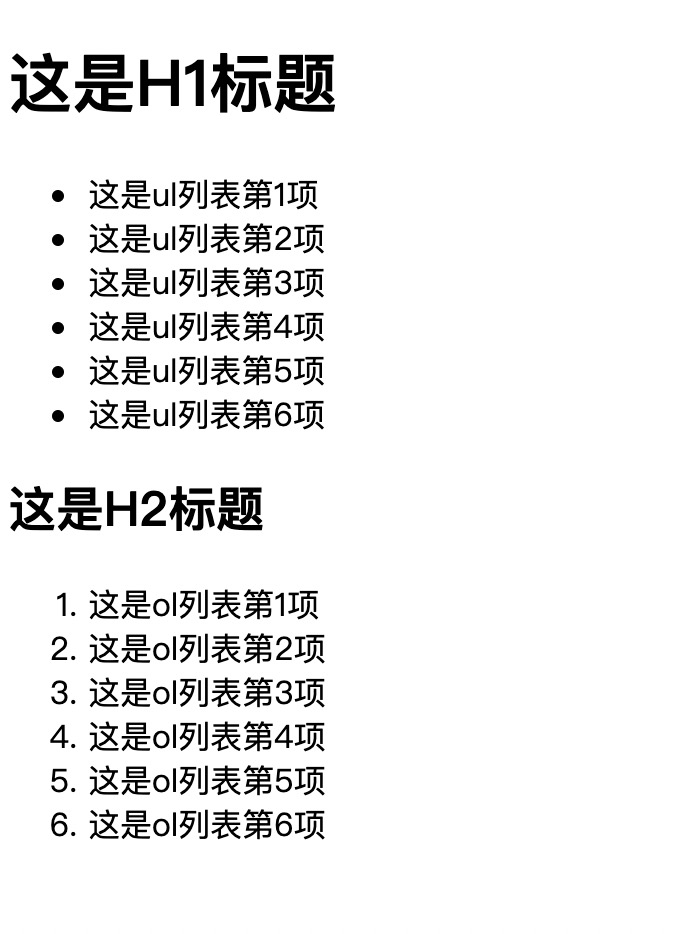 这是H1标题
• 这是ul列表第1项
• 这是ul列表第2项
• 这是ul列表第3项
• 这是ul列表第4项
• 这是ul列表第5项
• 这是ul列表第6项
这是H2标题
1. 这是ol列表第1项
2. 这是ol列表第2项
3. 这是ol列表第3项
4. 这是ol列表第4项
5. 这是ol列表第5项
6. 这是ol列表第6项